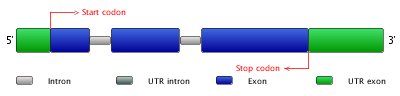 Start codon
5' 3'
Stop codon
Intron UTR intron Exon UTR exon